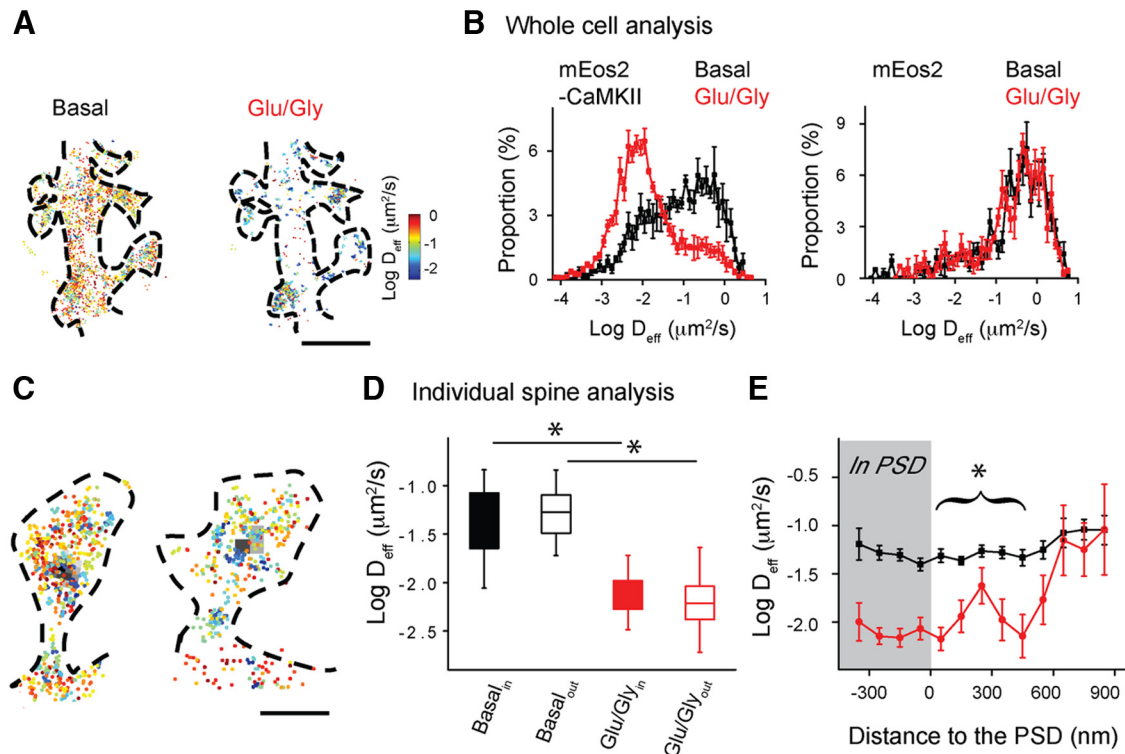 A
Basal
Glu/Gly
0
-1
-2
Log Deff (μm²/s)
B Whole cell analysis
mEos2
-CaMKII
Basal
Glu/Gly
Proportion (%)
6
3
0
-4 -3 -2 -1 0 1
Log Deff (μm²/s)
mEos2
Basal
Glu/Gly
Proportion (%)
9
6
3
0
-4 -3 -2 -1 0 1
Log Deff (μm²/s)
C
D Individual spine analysis
* *
Log Deff (μm²/s)
-1.0
-1.5
-2.0
-2.5
Basalin
Basalout
Glu/Glyin
Glu/Glyout
E
In PSD
*
Log Deff (μm²/s)
-0.5
-1.0
-1.5
-2.0
-300 0 300 600 900
Distance to the PSD (nm)